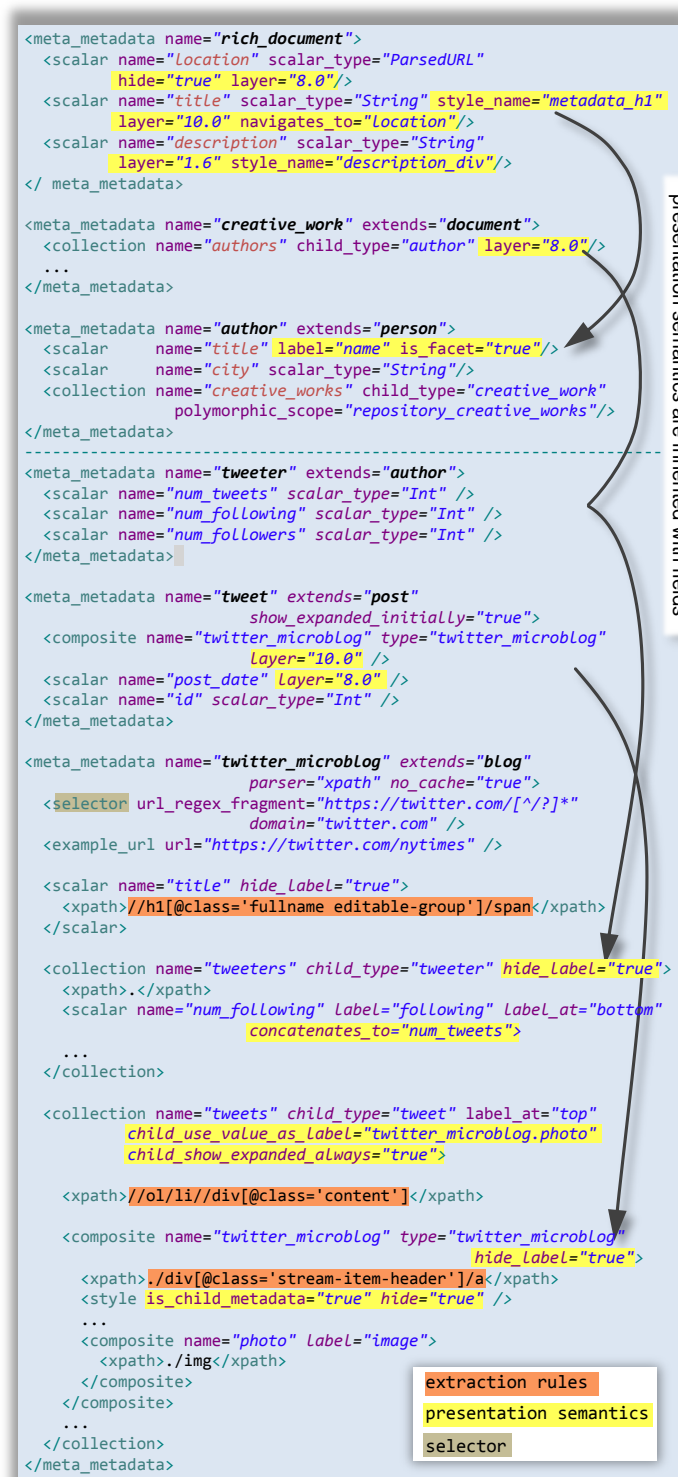 <meta_metadata name="rich_document">
  <scalar name="location" scalar_type="ParsedURL"
         hide="true" layer="8.0"/>
  <scalar name="title" scalar_type="String" style_name="metadata_h1"
         layer="10.0" navigates_to="location"/>
  <scalar name="description" scalar_type="String"
         layer="1.6" style_name="description_div"/>
</ meta_metadata>

<meta_metadata name="creative_work" extends="document">
  <collection name="authors" child_type="author" layer="8.0"/>
  ...
</meta_metadata>

<meta_metadata name="author" extends="person">
  <scalar     name="title" label="name" is_facet="true"/>
  <scalar     name="city" scalar_type="String"/>
  <collection name="creative_works" child_type="creative_work"
              polymorphic_scope="repository_creative_works"/>
</meta_metadata>
--------------------------------------------------------------------
<meta_metadata name="tweeter" extends="author">
  <scalar name="num_tweets" scalar_type="Int" />
  <scalar name="num_following" scalar_type="Int" />
  <scalar name="num_followers" scalar_type="Int" />
</meta_metadata>

<meta_metadata name="tweet" extends="post"
                      show_expanded_initially="true">
  <composite name="twitter_microblog" type="twitter_microblog"
                      layer="10.0" />
  <scalar name="post_date" layer="8.0" />
  <scalar name="id" scalar_type="Int" />
</meta_metadata>

<meta_metadata name="twitter_microblog" extends="blog"
                      parser="xpath" no_cache="true">
  <selector url_regex_fragment="https://twitter.com/[^/?]*"
                      domain="twitter.com" />
  <example_url url="https://twitter.com/nytimes" />

  <scalar name="title" hide_label="true">
    <xpath>//h1[@class='fullname editable-group']/span</xpath>
  </scalar>

  <collection name="tweeters" child_type="tweeter" hide_label="true">
    <xpath>.</xpath>
    <scalar name="num_following" label="following" label_at="bottom"
                      concatenates_to="num_tweets">
    ...
  </collection>

  <collection name="tweets" child_type="tweet" label_at="top"
           child_use_value_as_label="twitter_microblog.photo"
           child_show_expanded_always="true">

    <xpath>//ol/li//div[@class='content']</xpath>

    <composite name="twitter_microblog" type="twitter_microblog"
                                              hide_label="true">
      <xpath>./div[@class='stream-item-header']/a</xpath>
      <style is_child_metadata="true" hide="true" />
      ...
      <composite name="photo" label="image">
        <xpath>./img</xpath>
      </composite>
    </composite>
    ...
  </collection>
</meta_metadata>
presentation semantics are inherited with fields
extraction rules
presentation semantics
selector